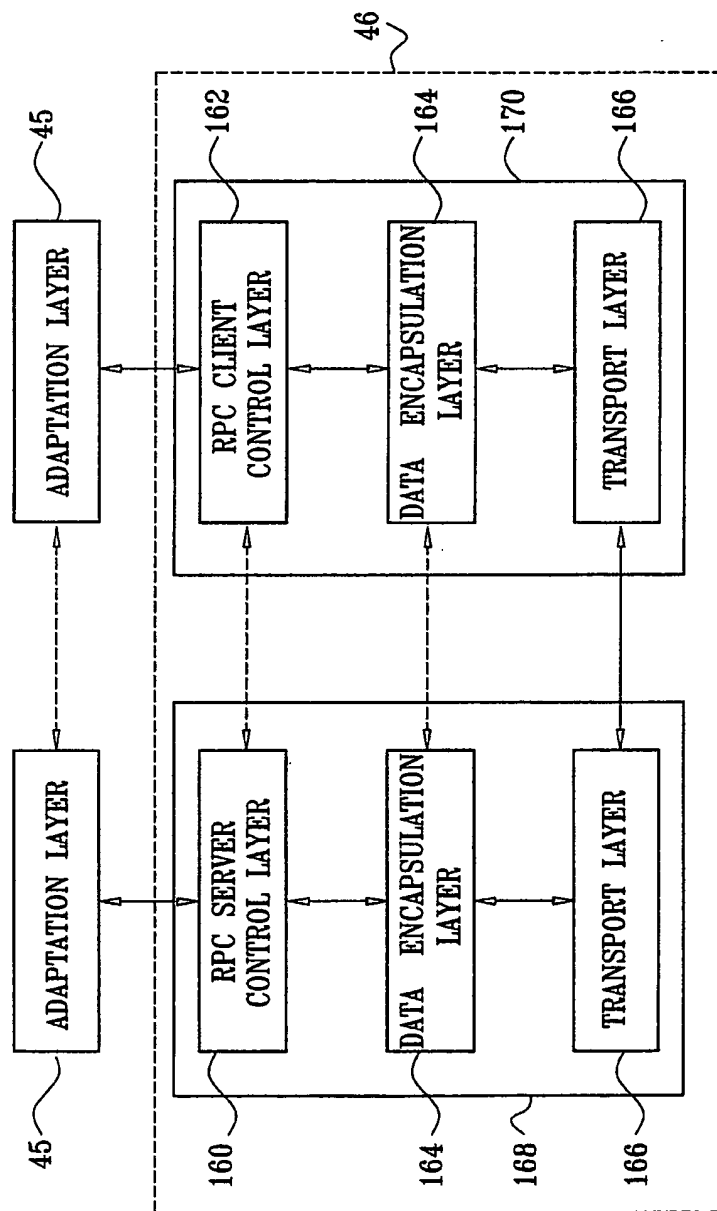 45
ADAPTATION LAYER
ADAPTATION LAYER
45
46
160
RPC SERVER
CONTROL LAYER
RPC CLIENT
CONTROL LAYER
162
164
DATA ENCAPSULATION
LAYER
DATA ENCAPSULATION
LAYER
164
168
170
166
TRANSPORT LAYER
TRANSPORT LAYER
166